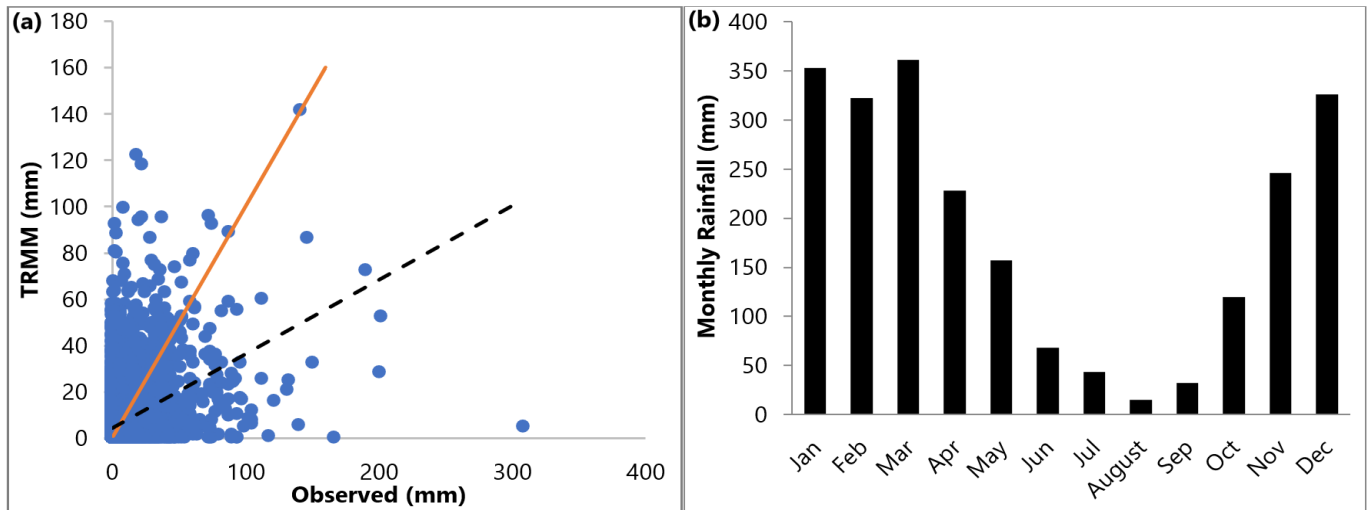 (a)
180
160
140
120
100
80
60
40
20
0
TRMM (mm)
0 100 200 300 400
Observed (mm)
(b)
400
350
300
250
200
150
100
50
0
Monthly Rainfall (mm)
Jan Feb Mar Apr May Jun Jul August Sep Oct Nov Dec